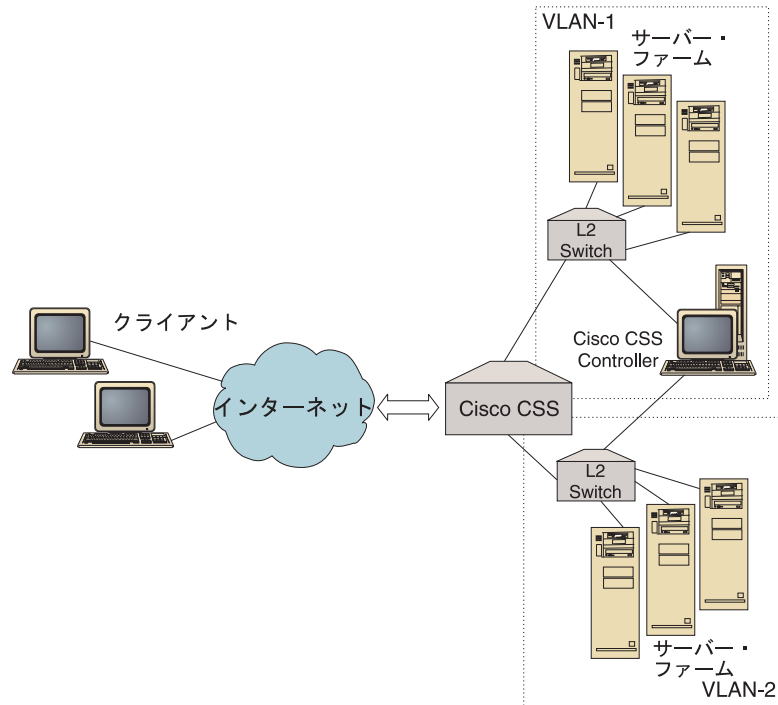 VLAN-1
サーバー・
ファーム
L2
Switch
クライアント
Cisco CSS
Controller
インターネット
Cisco CSS
L2
Switch
サーバー・
ファーム
VLAN-2